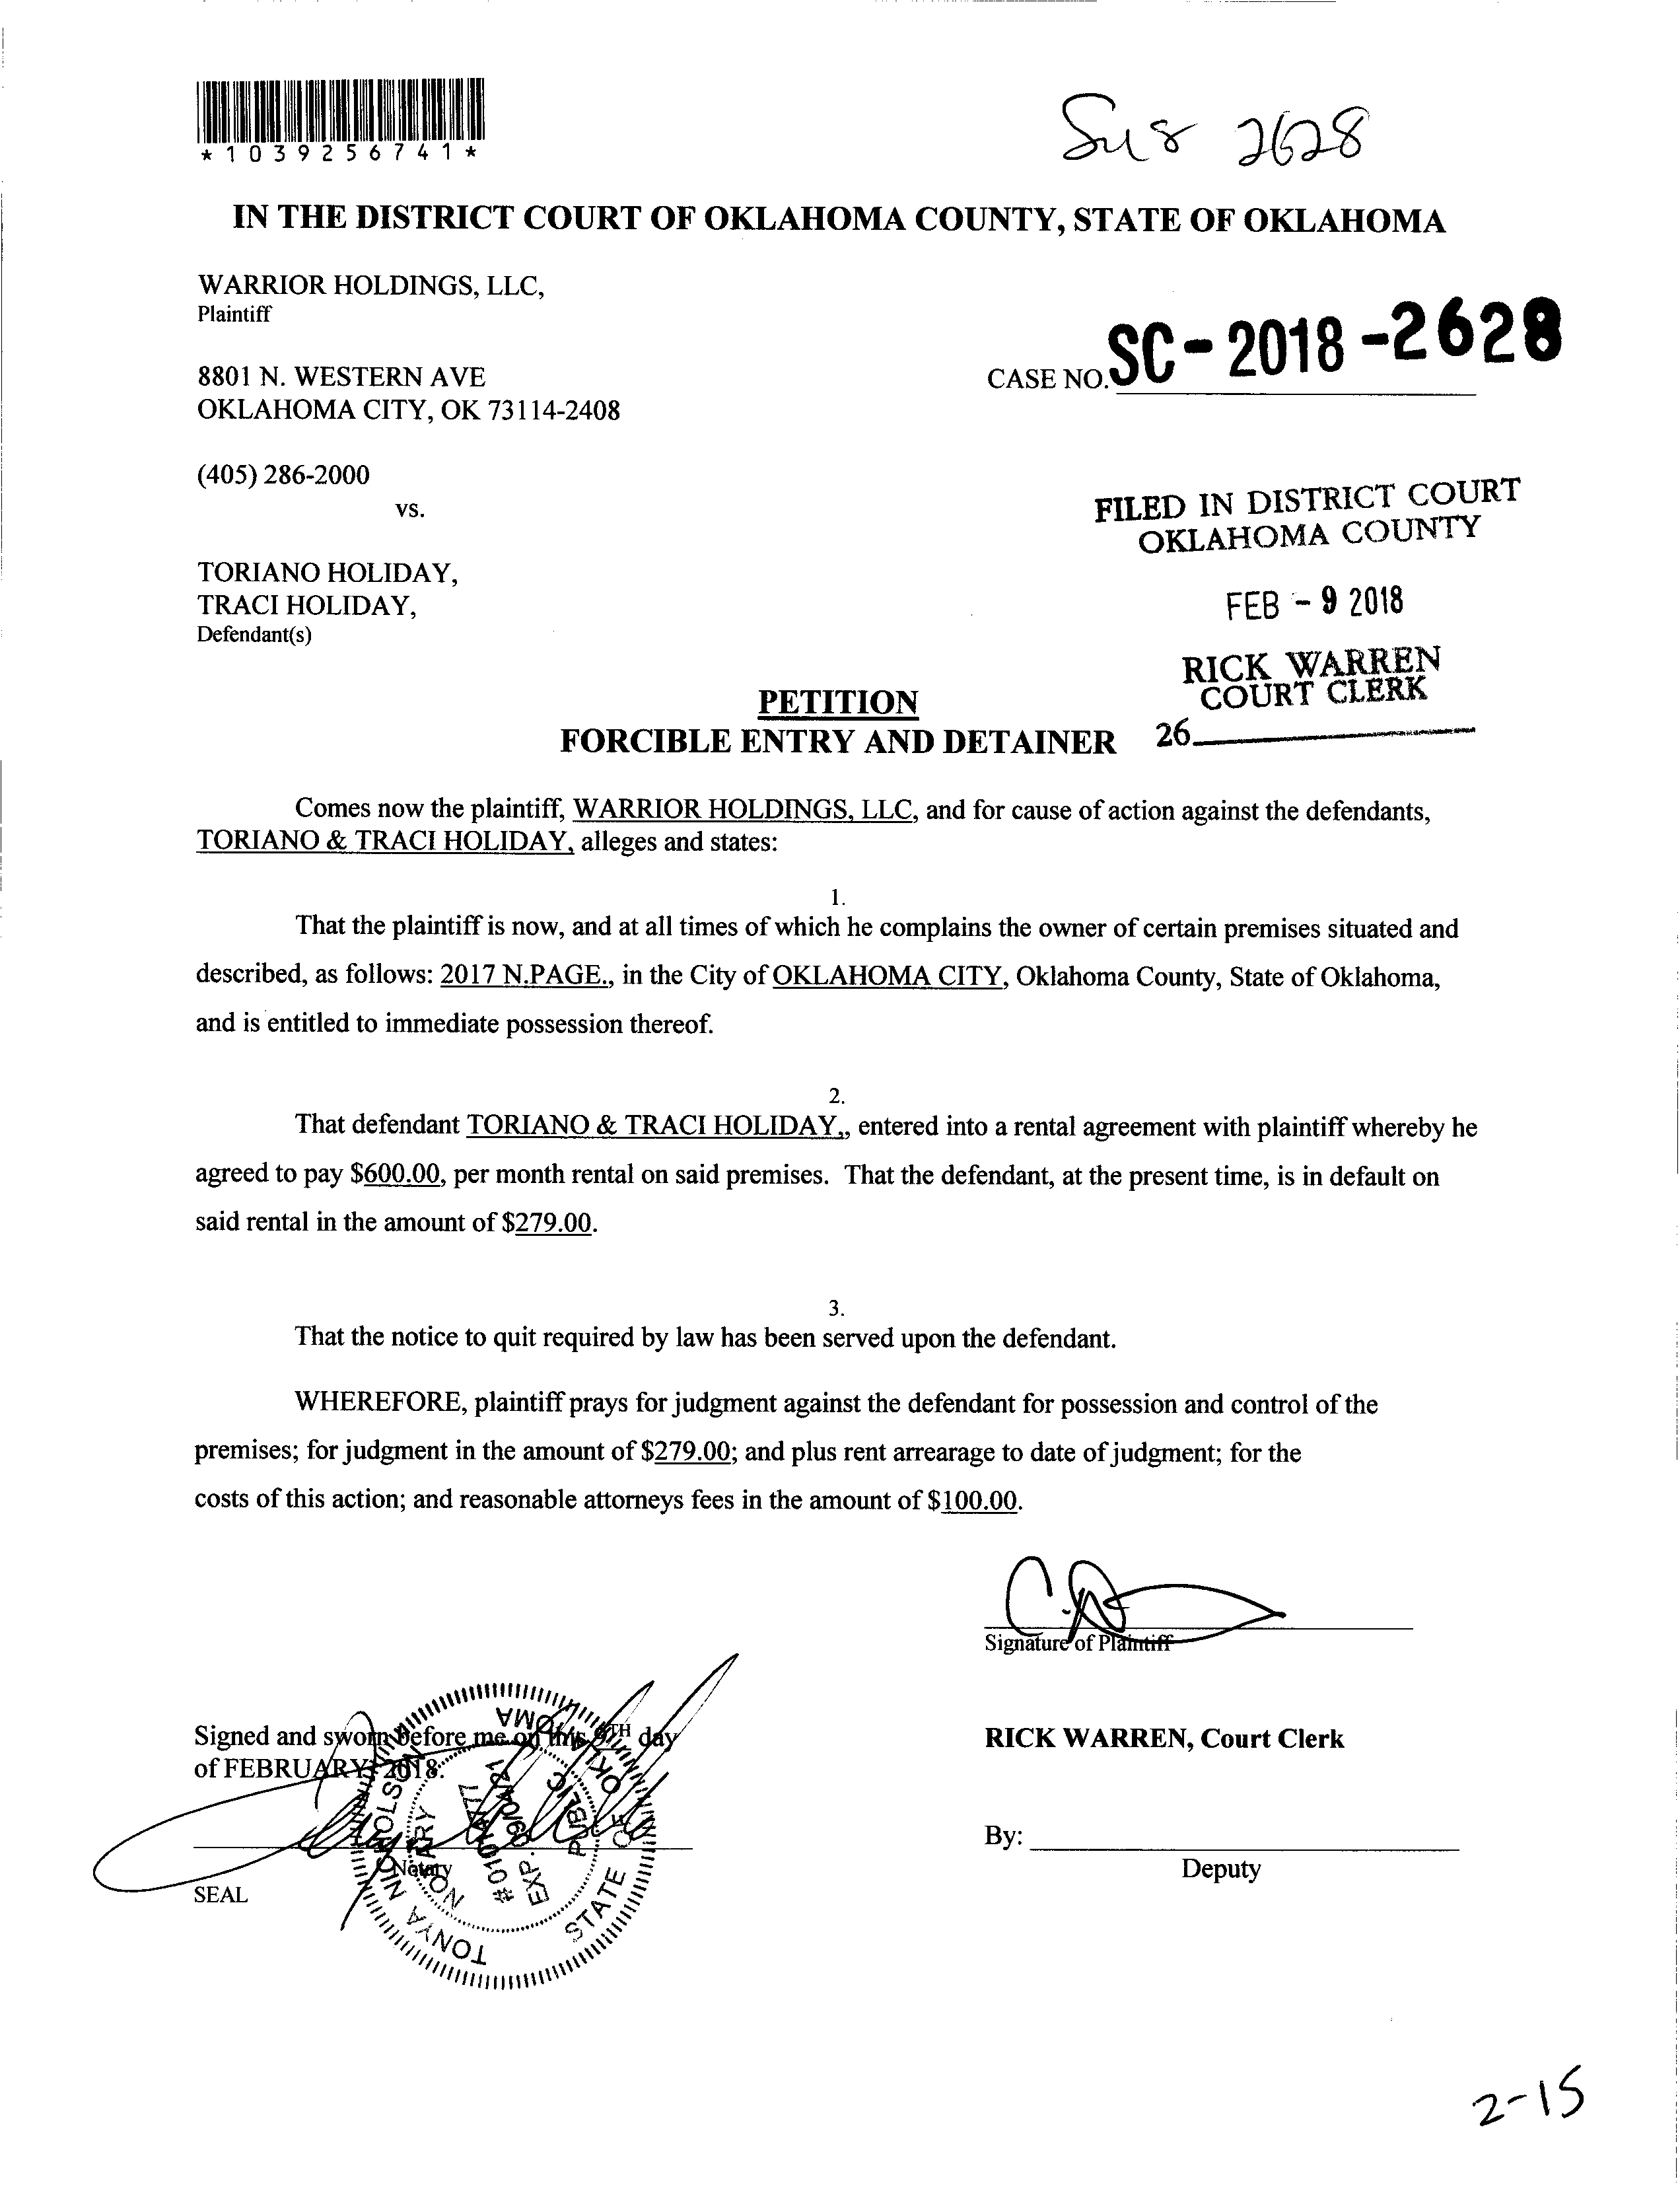 *1039256741*
2628
IN THE DISTRICT COURT OF OKLAHOMA COUNTY, STATE OF OKLAHOMA
WARRIOR HOLDINGS, LLC,
Plaintiff
8801 N. WESTERN AVE
OKLAHOMA CITY, OK 73114-2408
CASE NO. SC-2018-2628
(405) 286-2000
vs.
FILED IN DISTRICT COURT
OKLAHOMA COUNTY
TORIANO HOLIDAY,
TRACI HOLIDAY,
Defendant(s)
FEB - 9 2018
RICK WARREN
COURT CLERK
26
PETITION
FORCIBLE ENTRY AND DETAINER
Comes now the plaintiff, WARRIOR HOLDINGS, LLC, and for cause of action against the defendants,
TORIANO & TRACI HOLIDAY, alleges and states:
1.
That the plaintiff is now, and at all times of which he complains the owner of certain premises situated and
described, as follows: 2017 N.PAGE., in the City of OKLAHOMA CITY, Oklahoma County, State of Oklahoma,
and is entitled to immediate possession thereof.
2.
That defendant TORIANO & TRACI HOLIDAY,, entered into a rental agreement with plaintiff whereby he
agreed to pay $600.00, per month rental on said premises. That the defendant, at the present time, is in default on
said rental in the amount of $279.00.
3.
That the notice to quit required by law has been served upon the defendant.
WHEREFORE, plaintiff prays for judgment against the defendant for possession and control of the
premises; for judgment in the amount of $279.00; and plus rent arrearage to date of judgment; for the
costs of this action; and reasonable attorneys fees in the amount of $100.00.
Signature of Plaintiff
Signed and sworn before me on this 9TH day
of FEBRUARY, 2018.
RICK WARREN, Court Clerk
Notary
SEAL
By:
Deputy
TONYA NICHOLSON
NOTARY PUBLIC
STATE OF OKLAHOMA
EXP.
2-15